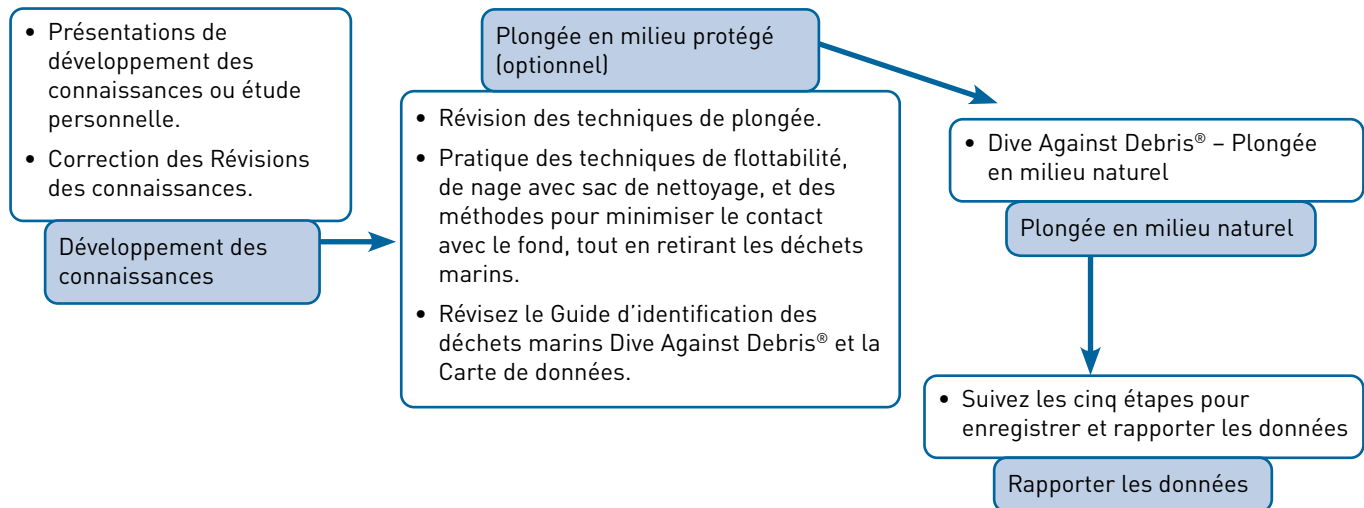 • Présentations de
développement des
connaissances ou étude
personnelle.
• Correction des Révisions
des connaissances.
Développement des
connaissances
Plongée en milieu protégé
(optionnel)
• Révision des techniques de plongée.
• Pratique des techniques de flottabilité,
de nage avec sac de nettoyage, et des
méthodes pour minimiser le contact
avec le fond, tout en retirant les déchets
marins.
• Révisez le Guide d’identification des
déchets marins Dive Against Debris® et la
Carte de données.
• Dive Against Debris® – Plongée
en milieu naturel
Plongée en milieu naturel
• Suivez les cinq étapes pour
enregistrer et rapporter les données
Rapporter les données